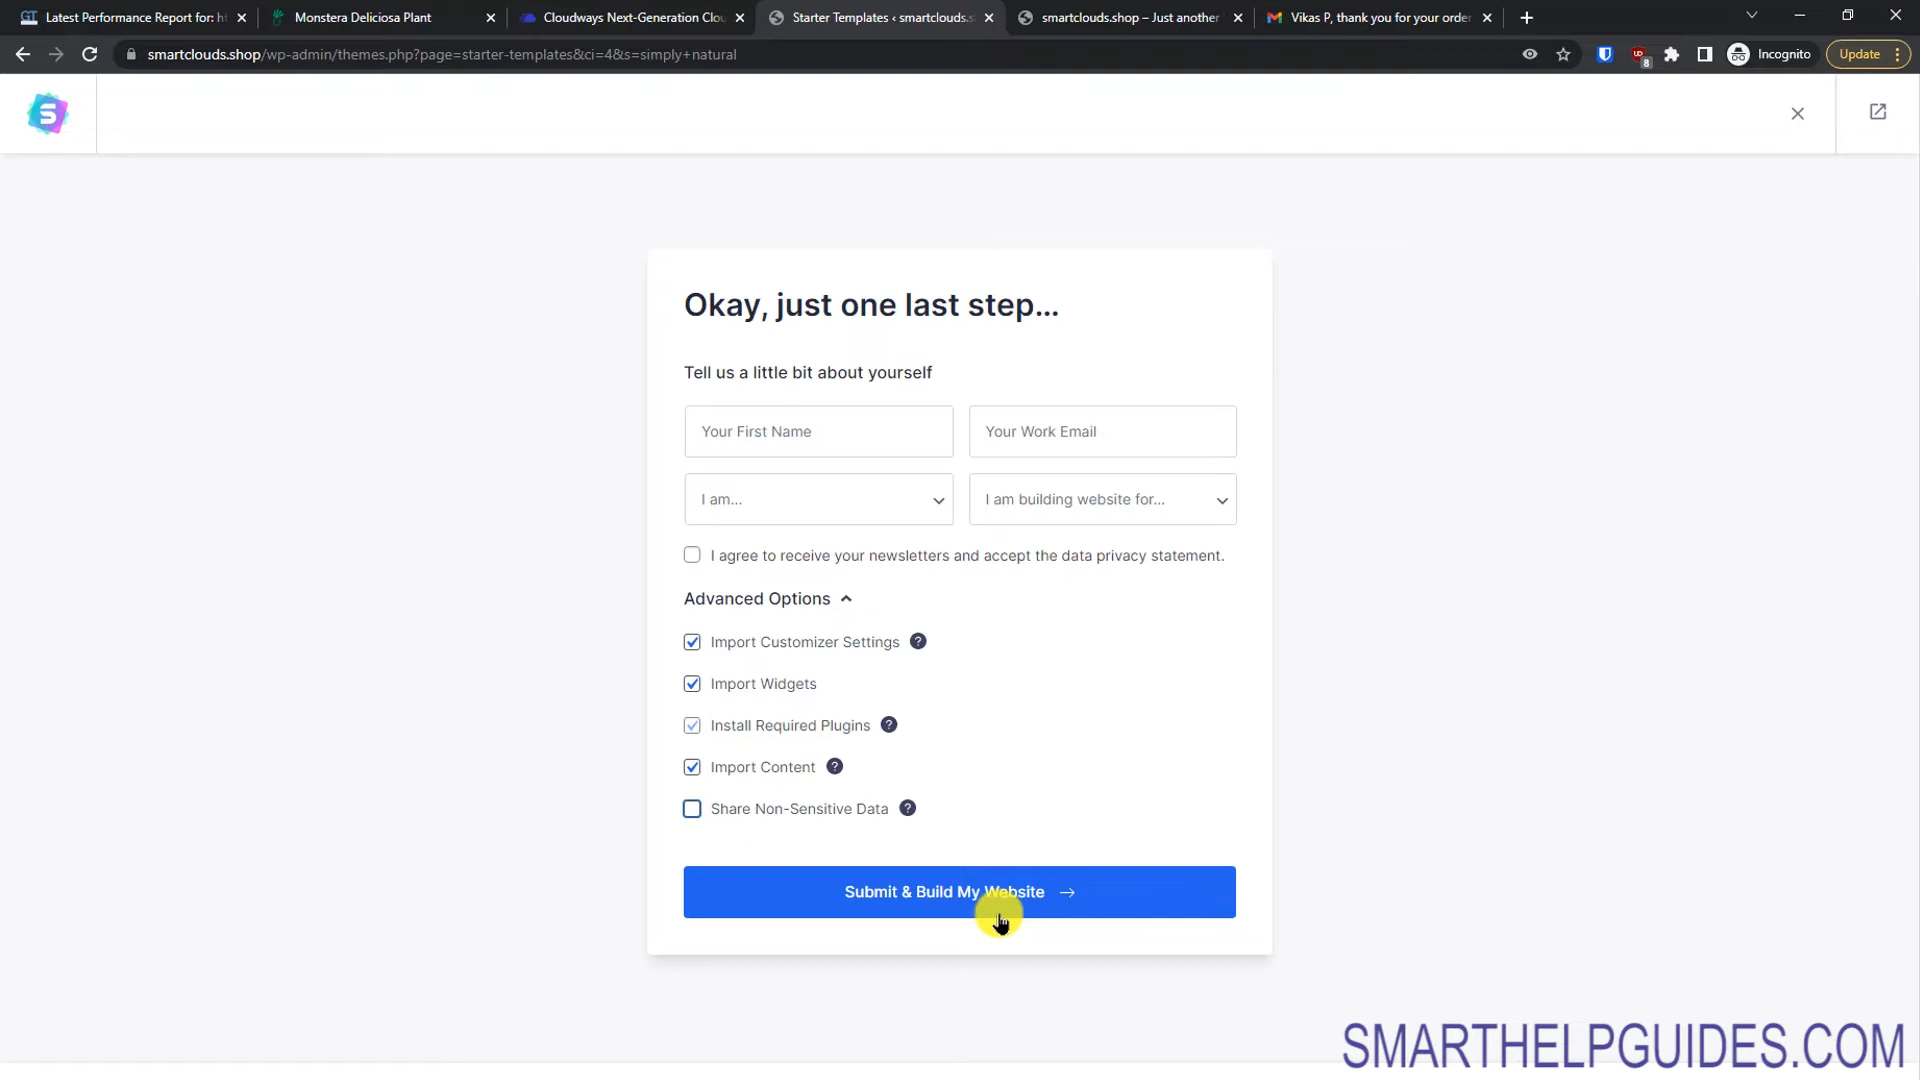 Latest Performance Report for: h
Monstera Deliciosa Plant
Cloudways Next-Generation Clou
Starter Templates ‹ smartclouds.s
smartclouds.shop – Just another
Vikas P, thank you for your order
smartclouds.shop/wp-admin/themes.php?page=starter-templates&ci=4&s=simply+natural
8
Incognito
Update
S
Okay, just one last step...
Tell us a little bit about yourself
Your First Name
Your Work Email
I am...
I am building website for...
I agree to receive your newsletters and accept the data privacy statement.
Advanced Options
Import Customizer Settings ?
Import Widgets
Install Required Plugins ?
Import Content ?
Share Non-Sensitive Data ?
Submit & Build My Website →
SMARTHELPGUIDES.COM